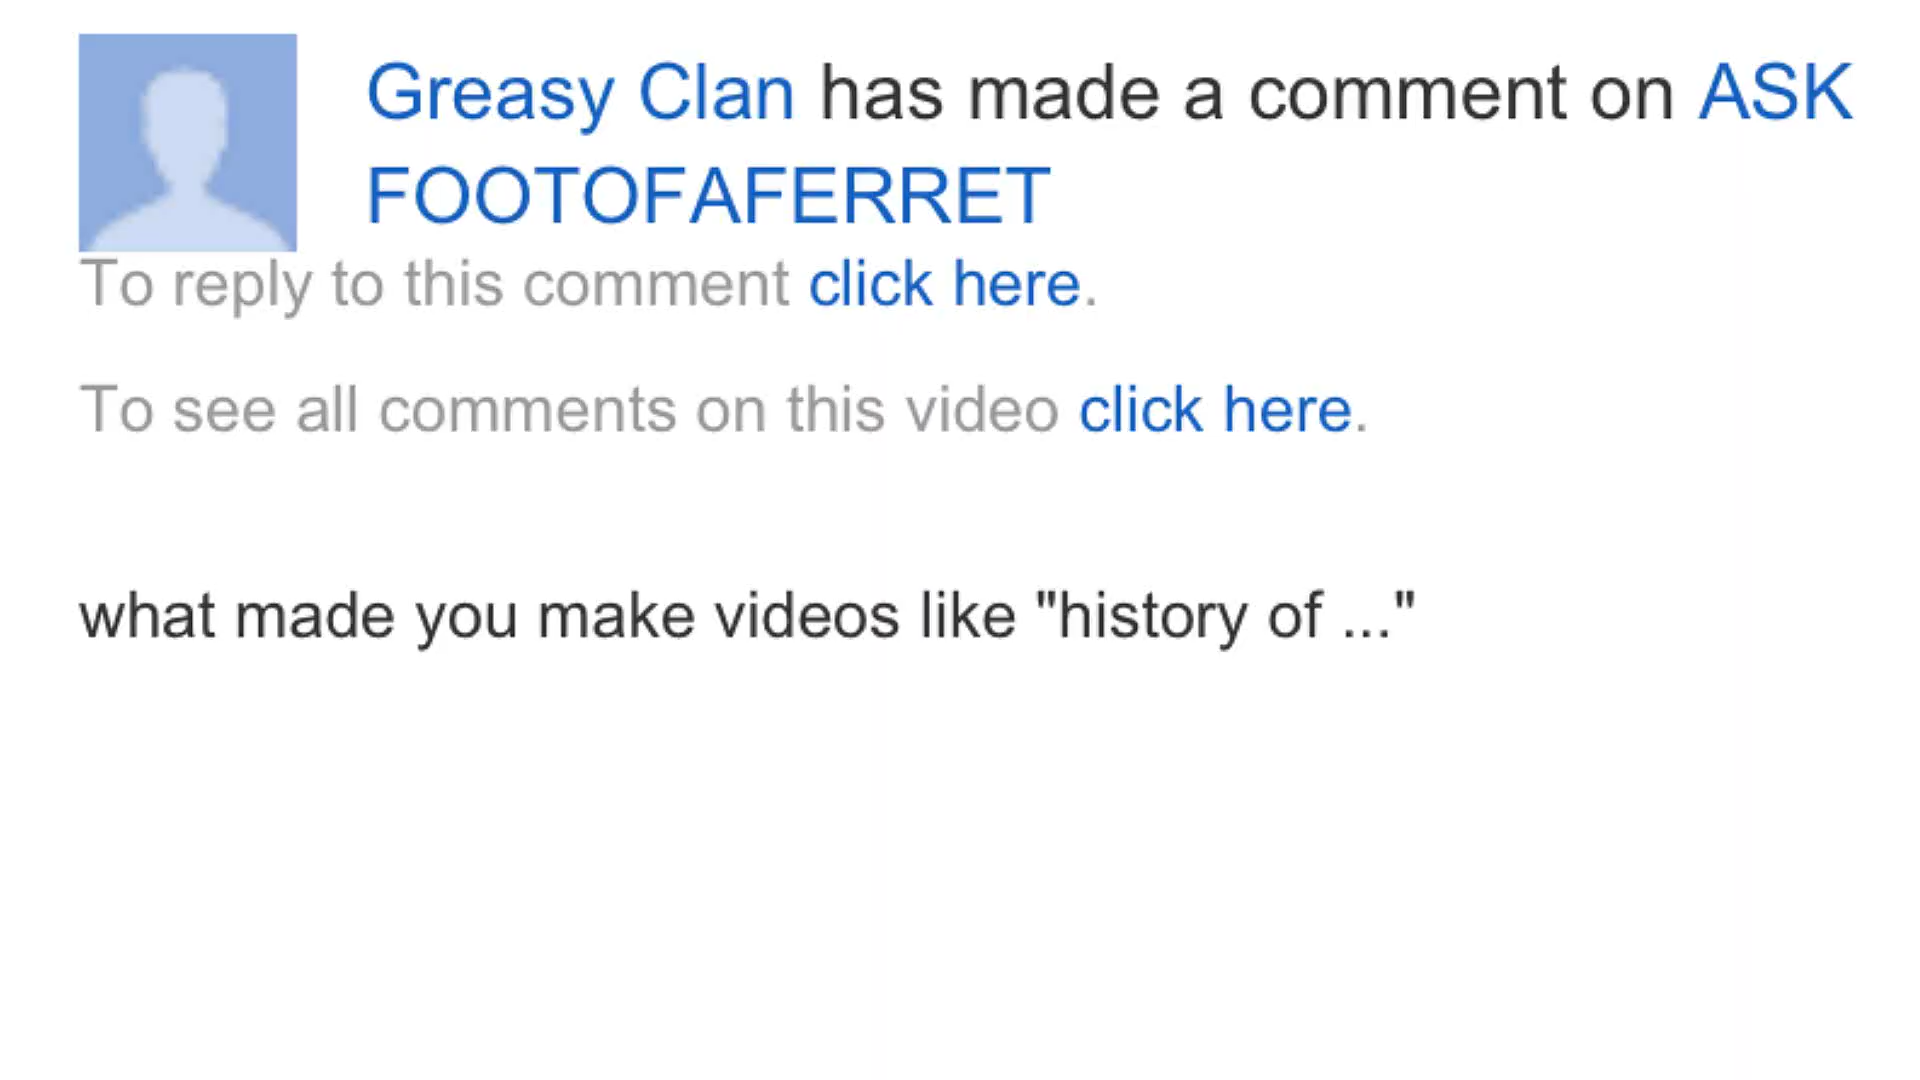 Greasy Clan has made a comment on ASK
FOOTOFAFERRET
To reply to this comment click here.
To see all comments on this video click here.
what made you make videos like "history of ..."